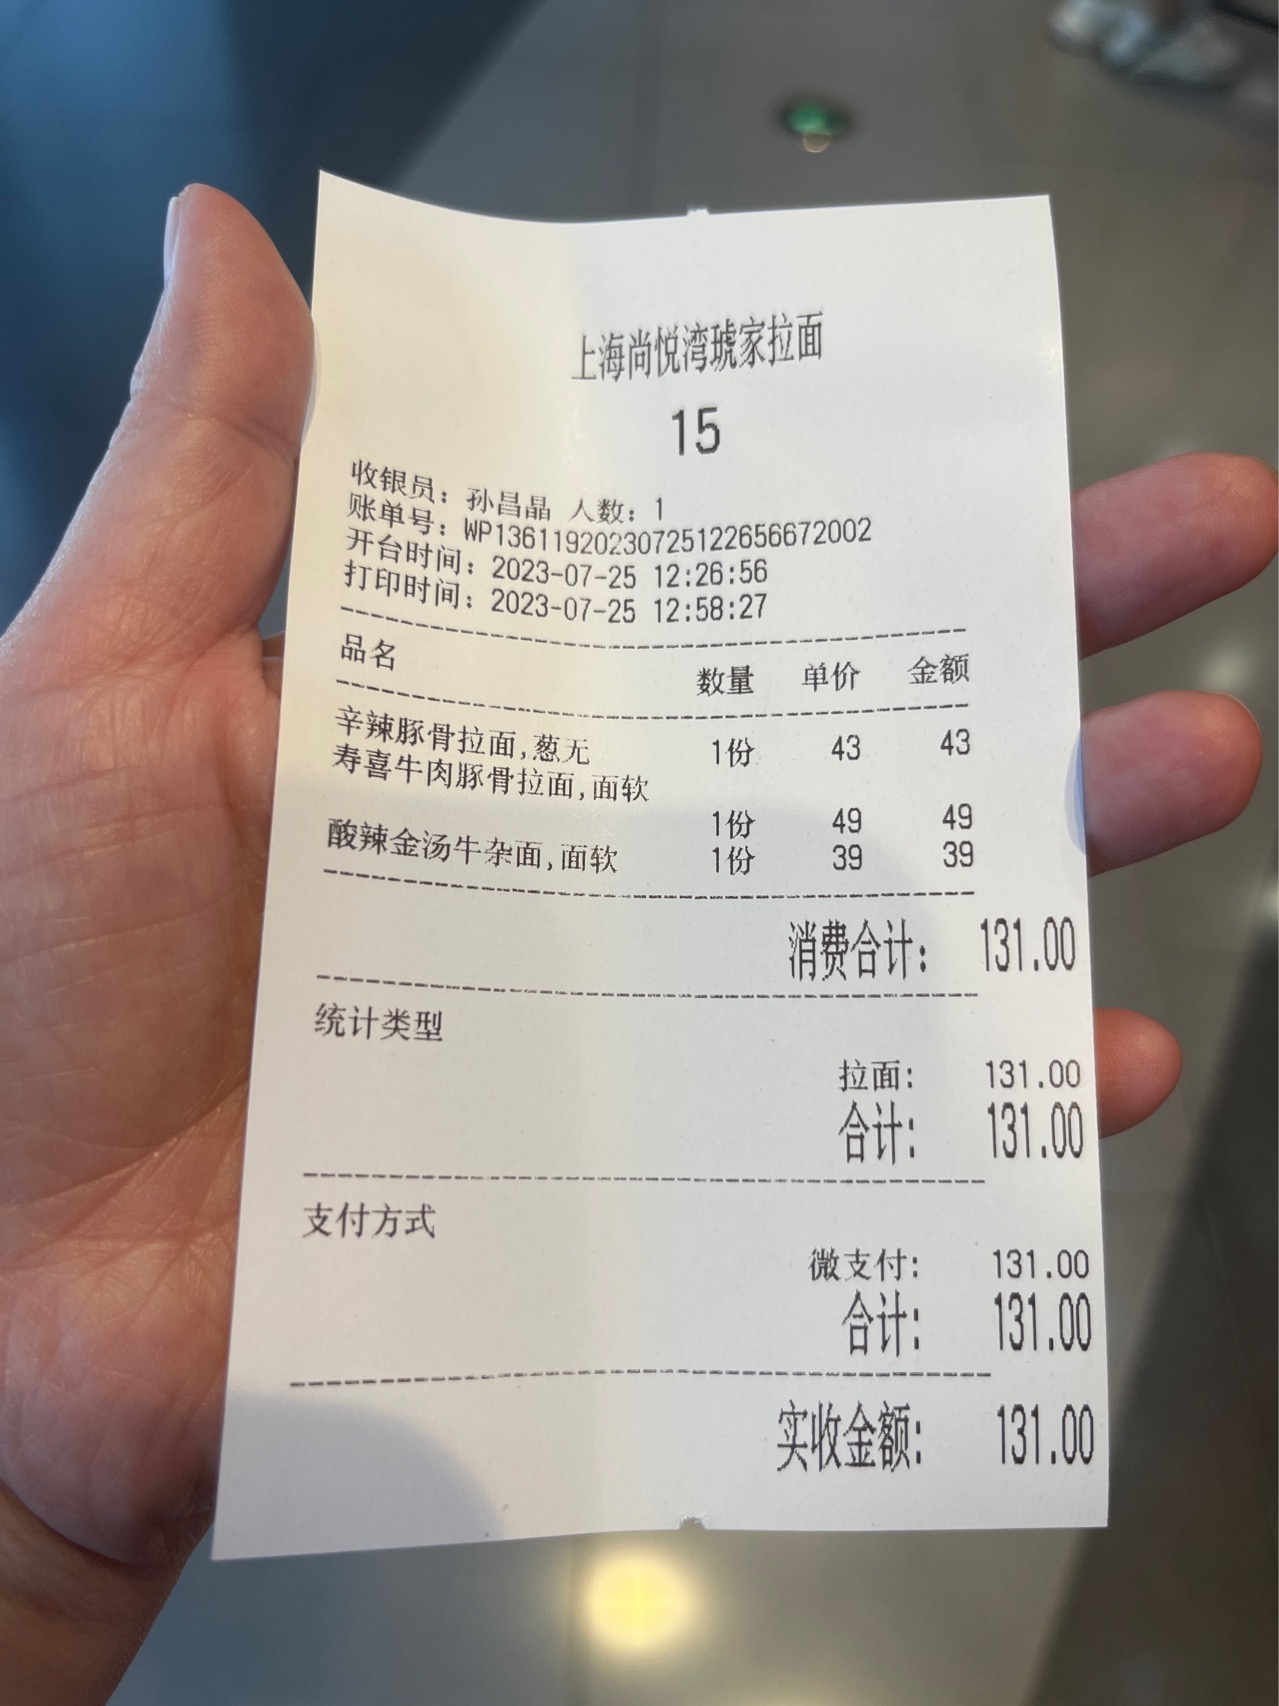 上海尚悦湾琥家拉面
15
收银员：孙昌晶 人数：1
账单号：WP13611920230725122656672002
开台时间：2023-07-25 12:26:56
打印时间：2023-07-25 12:58:27
品名 数量 单价 金额
辛辣豚骨拉面,葱无 1份 43 43
寿喜牛肉豚骨拉面,面软
1份 49 49
酸辣金汤牛杂面,面软 1份 39 39
消费合计： 131.00
统计类型
拉面: 131.00
合计: 131.00
支付方式
微支付: 131.00
合计: 131.00
实收金额: 131.00